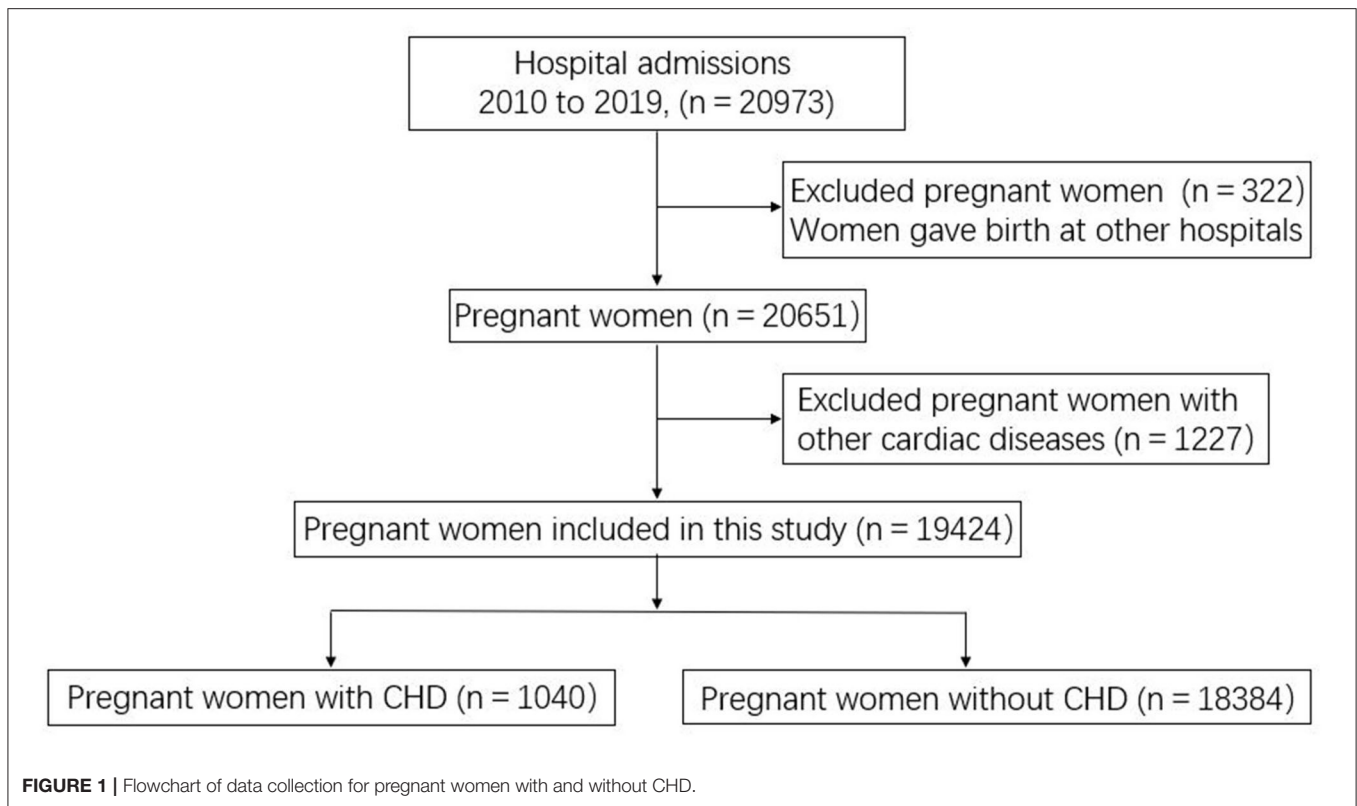 Hospital admissions
2010 to 2019, (n = 20973)
Excluded pregnant women (n = 322)
Women gave birth at other hospitals
Pregnant women (n = 20651)
Excluded pregnant women with
other cardiac diseases (n = 1227)
Pregnant women included in this study (n = 19424)
Pregnant women with CHD (n = 1040)
Pregnant women without CHD (n = 18384)
FIGURE 1 | Flowchart of data collection for pregnant women with and without CHD.